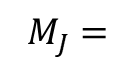 M_J =